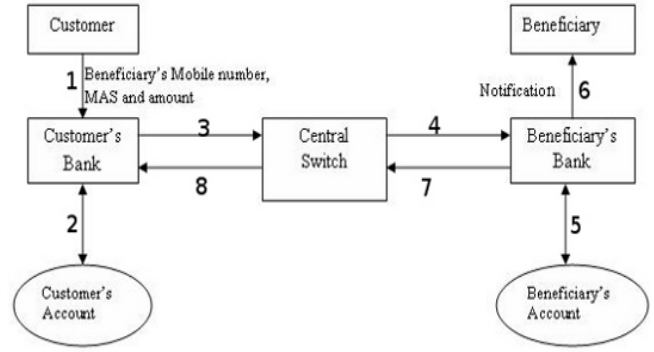 Customer
Beneficiary
1
Beneficiary's Mobile number,
MAS and amount
Notification
6
Customer's
Bank
3
Central
Switch
4
Beneficiary's
Bank
8
7
2
5
Customer's
Account
Beneficiary's
Account